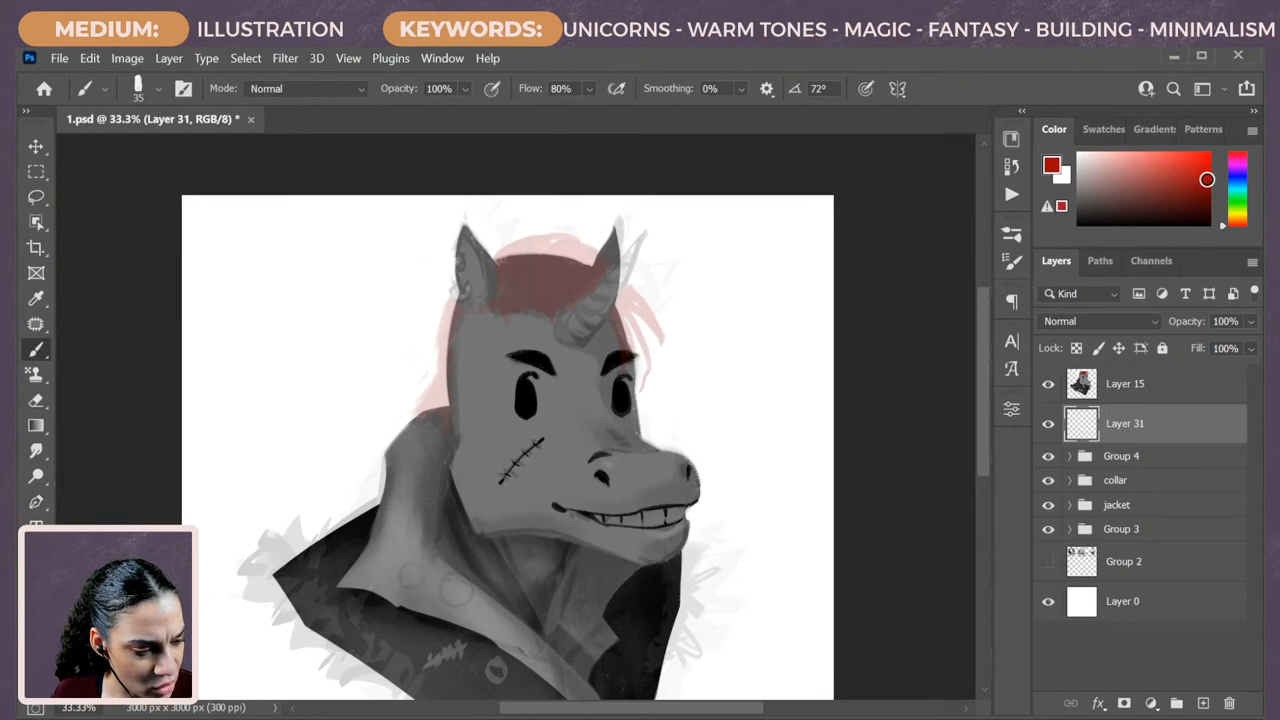 MEDIUM: ILLUSTRATION KEYWORDS: UNICORNS - WARM TONES - MAGIC - FANTASY - BUILDING - MINIMALISM
Ps File Edit Image Layer Type Select Filter 3D View Plugins Window Help
35 Mode: Normal Opacity: 100% Flow: 80% Smoothing: 0% 72°
1.psd @ 33.3% (Layer 31, RGB/8) *
Color Swatches Gradient: Patterns
Layers Paths Channels
Kind
Normal Opacity: 100%
Lock: Fill: 100%
Layer 15
Layer 31
Group 4
collar
jacket
Group 3
Group 2
Layer 0
33.33% 3000 px x 3000 px (300 ppi)